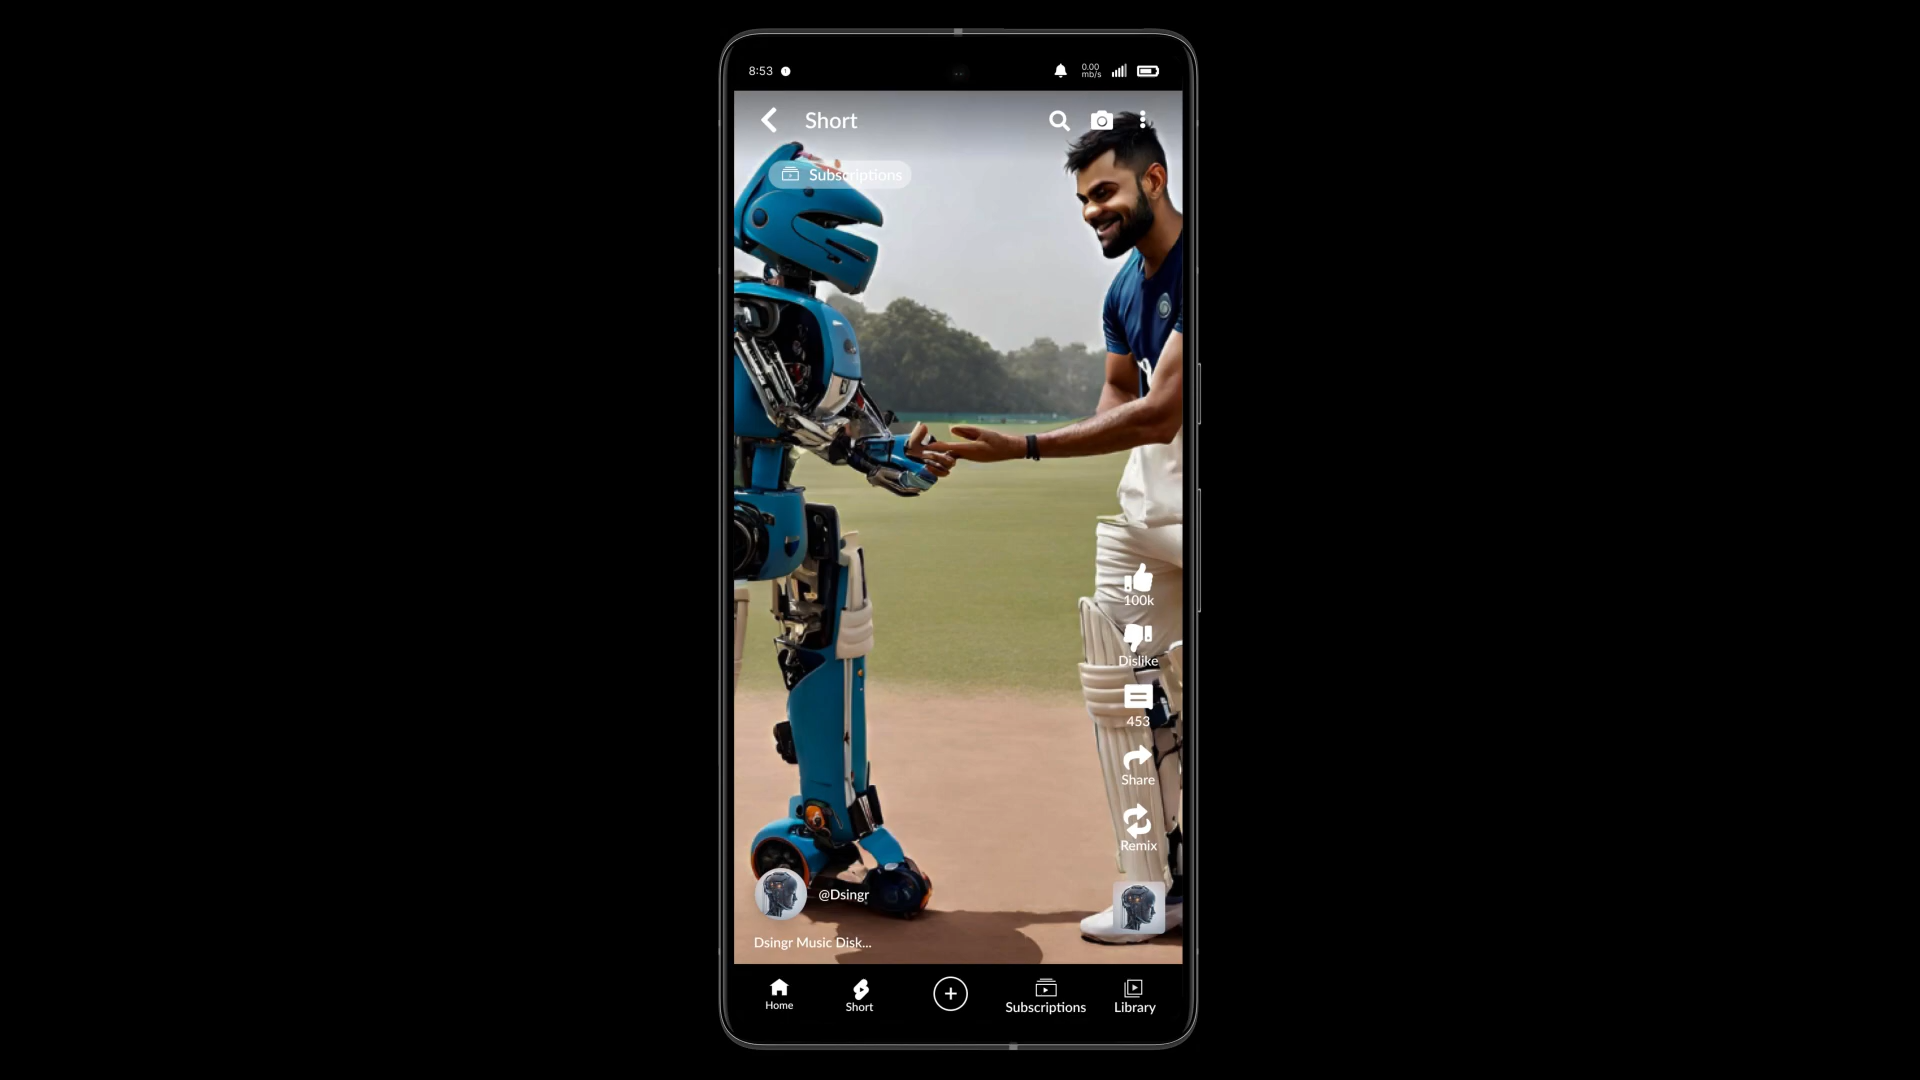 8:53
0.00
mb/s
Short
Subscriptions
100k
Dislike
453
Share
Remix
@Dsingr
Dsingr Music Disk...
Home
Short
Subscriptions
Library